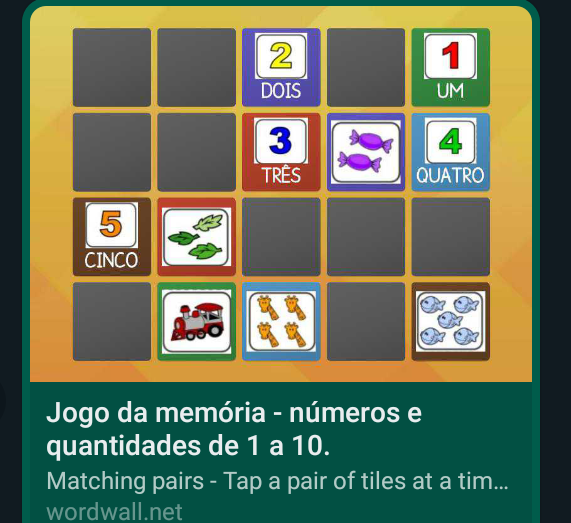 2 1
DOIS UM
3 4
TRÊS QUATRO
5
CINCO
Jogo da memória - números e
quantidades de 1 a 10.
Matching pairs - Tap a pair of tiles at a tim...
wordwall.net